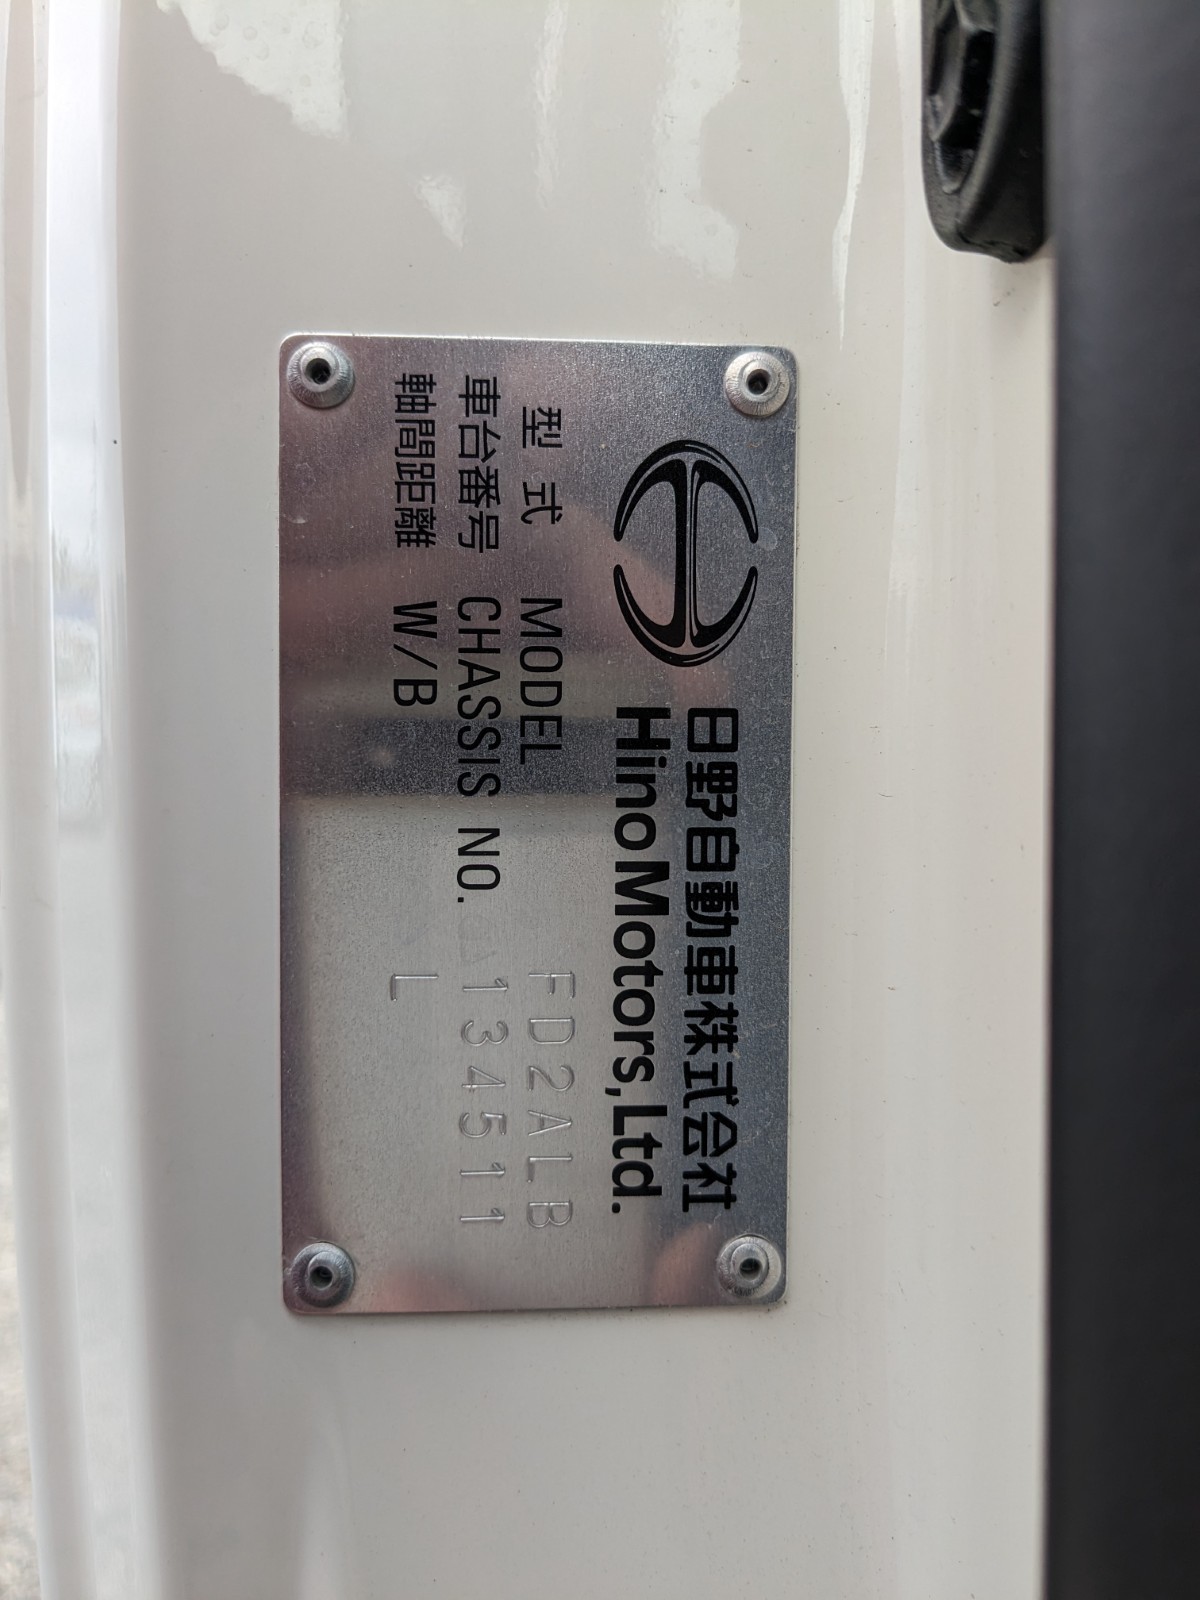 日野自動車株式会社
Hino Motors, Ltd.
型式 MODEL FD2ALB
車台番号 CHASSIS NO. 134511
軸間距離 W/B L